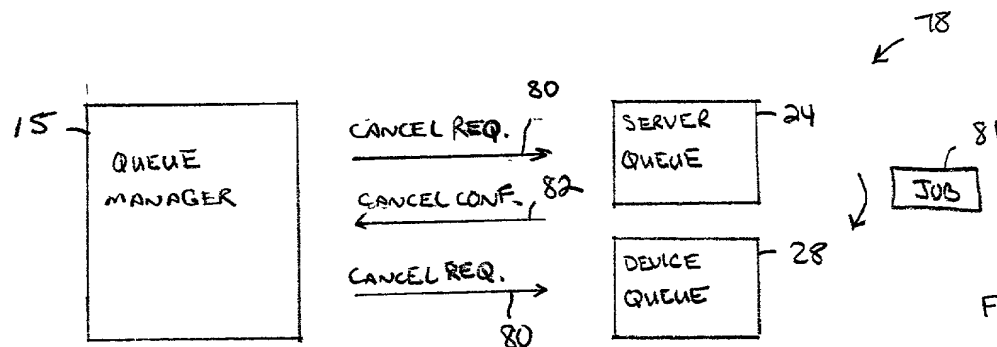 78
15
QUEUE
MANAGER
CANCEL REQ.
80
SERVER
QUEUE
24
CANCEL CONF.
82
JOB
CANCEL REQ.
80
DEVICE
QUEUE
28
F